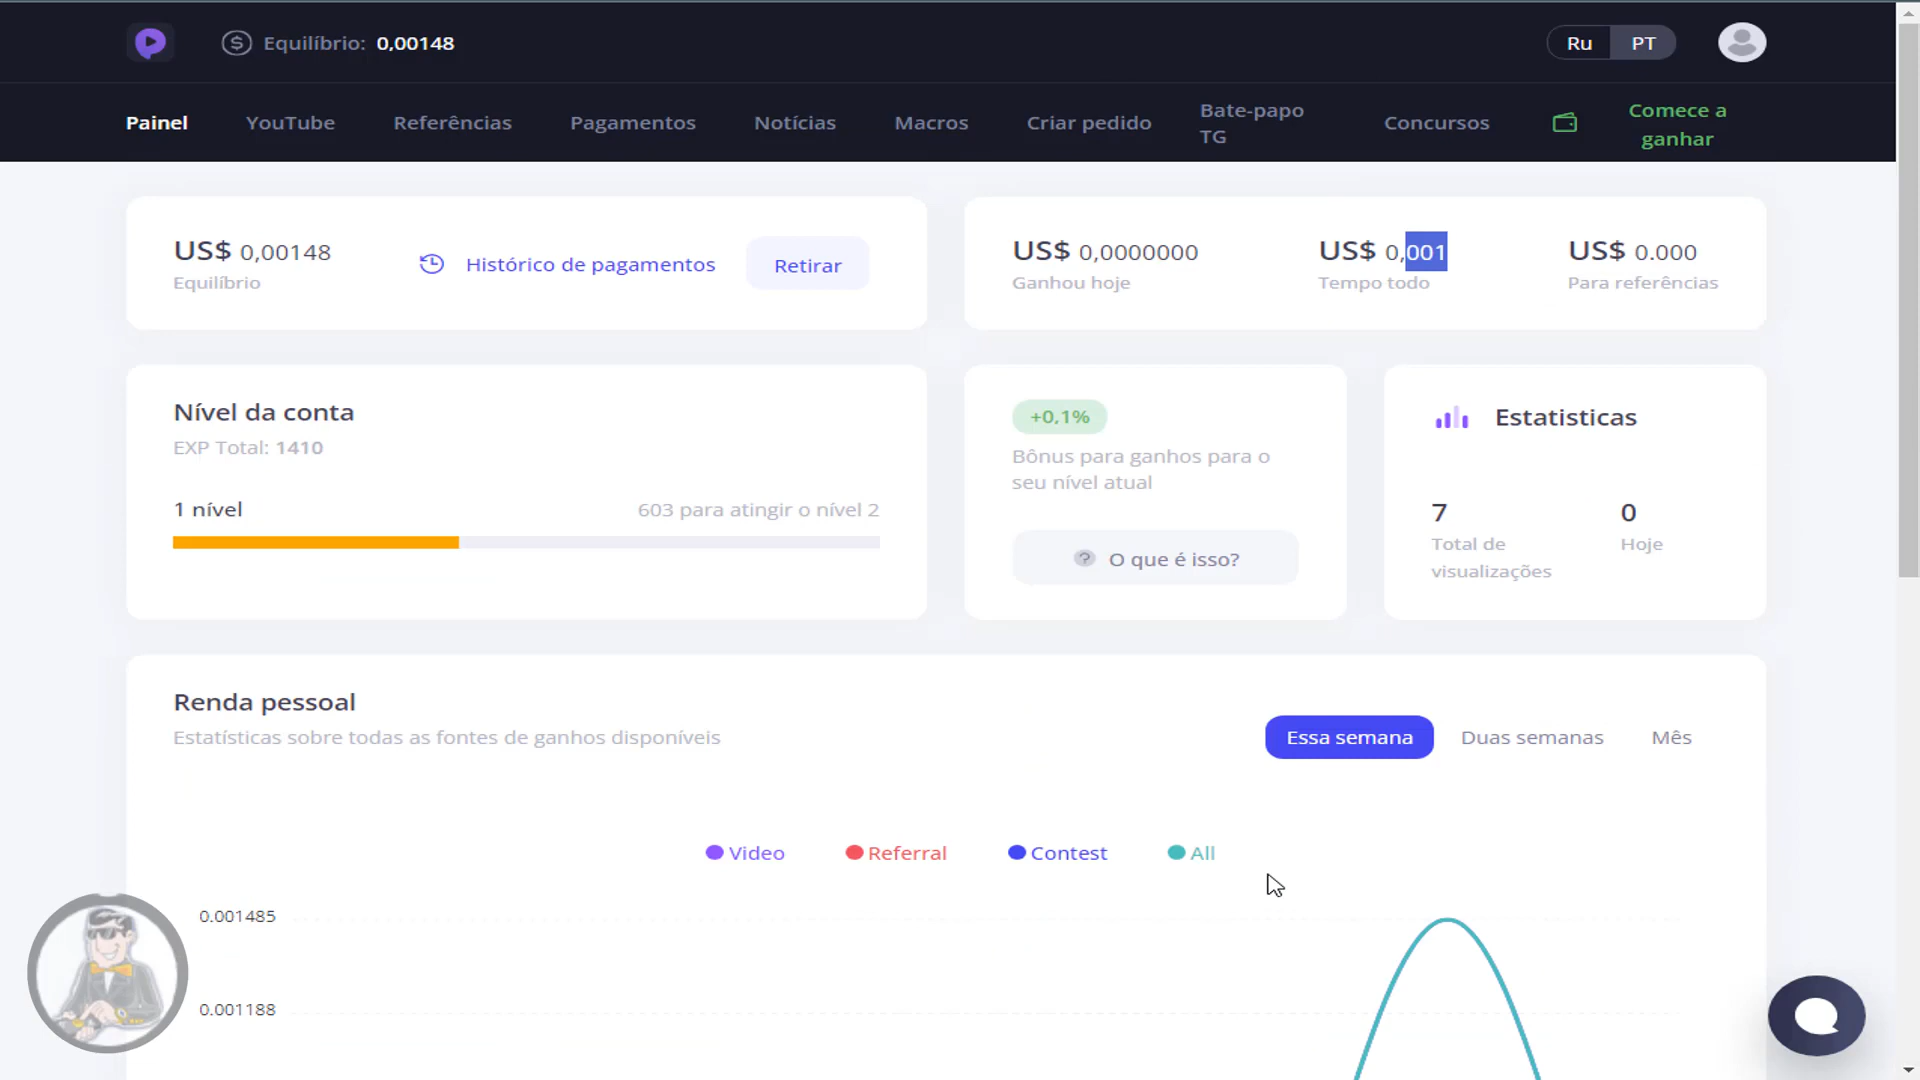 Equilíbrio: 0,00148
Ru PT
Painel YouTube Referências Pagamentos Notícias Macros Criar pedido Bate-papo TG Concursos Comece a ganhar
US$ 0,00148
Equilíbrio
Histórico de pagamentos
Retirar
US$ 0,0000000
Ganhou hoje
US$ 0,001
Tempo todo
US$ 0.000
Para referências
Nível da conta
EXP Total: 1410
1 nível
603 para atingir o nível 2
+0,1%
Bônus para ganhos para o
seu nível atual
? O que é isso?
Estatisticas
7
Total de
visualizações
0
Hoje
Renda pessoal
Estatísticas sobre todas as fontes de ganhos disponíveis
Essa semana Duas semanas Mês
Video Referral Contest All
0.001485
0.001188